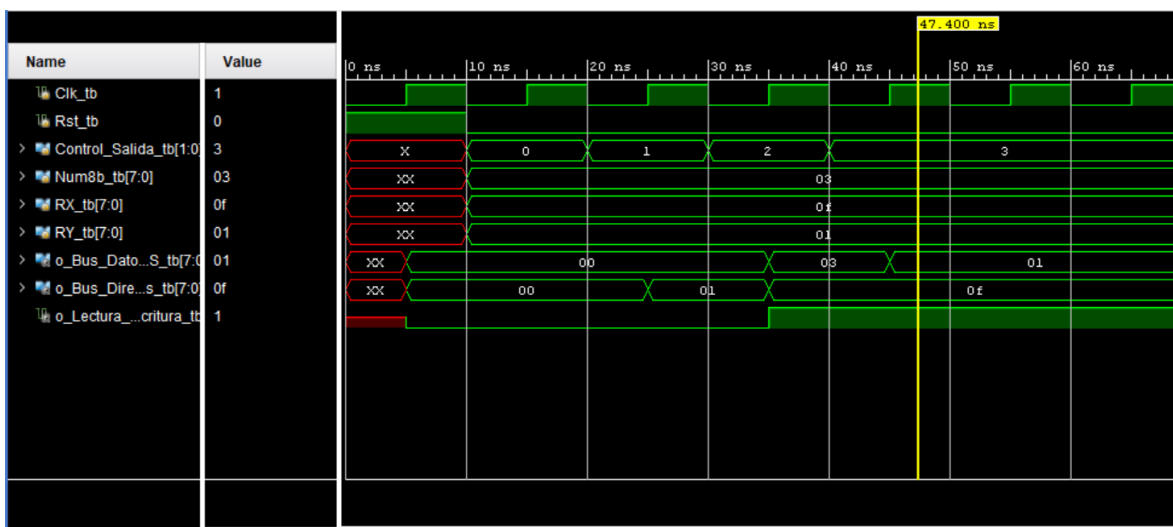 47.400 ns
Name Value
0 ns 10 ns 20 ns 30 ns 40 ns 50 ns 60 ns
Clk_tb 1
Rst_tb 0
Control_Salida_tb[1:0] 3 X 0 1 2 3
Num8b_tb[7:0] 03 XX 03
RX_tb[7:0] 0f XX 0f
RY_tb[7:0] 01 XX 01
o_Bus_Dato...S_tb[7:0 01 XX 00 03 01
o_Bus_Dire...s_tb[7:0] 0f XX 00 01 0f
o_Lectura_...critura_tb 1